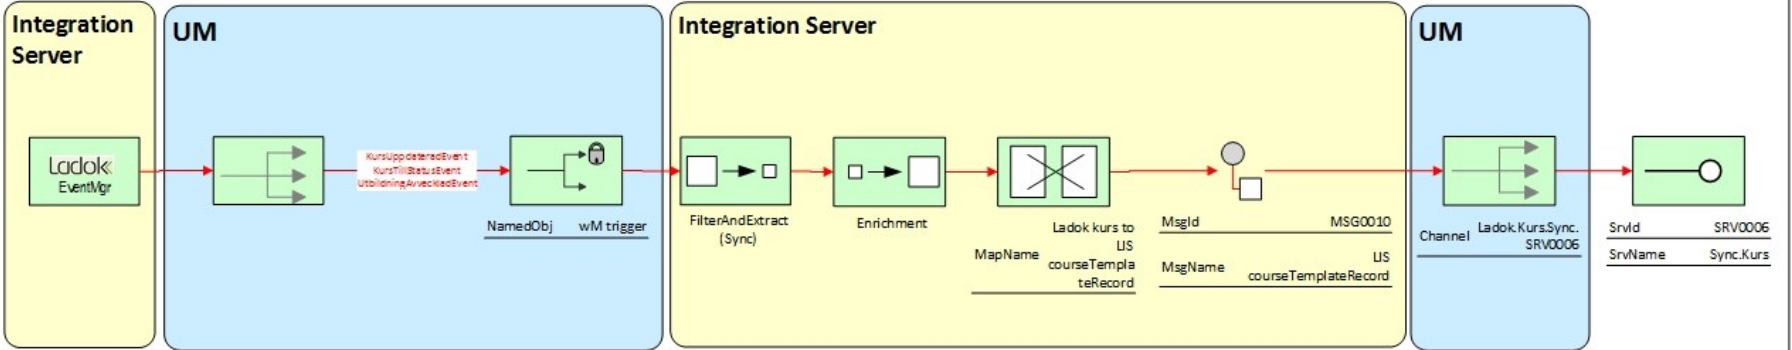 Integration
Server
UM
Integration Server
UM
Ladok
EventMgr
KursUppdateradEvent
KursTillStatusEvent
UtbildningAvveckladEvent
NamedObj wM trigger
FilterAndExtract
(Sync)
Enrichment
MapName
Ladok kurs to
LIS
courseTempla
teRecord
MsgId MSG0010
MsgName
LIS
courseTemplateRecord
Channel
Ladok.Kurs.Sync.
SRV0006
SrvId SRV0006
SrvName Sync.Kurs